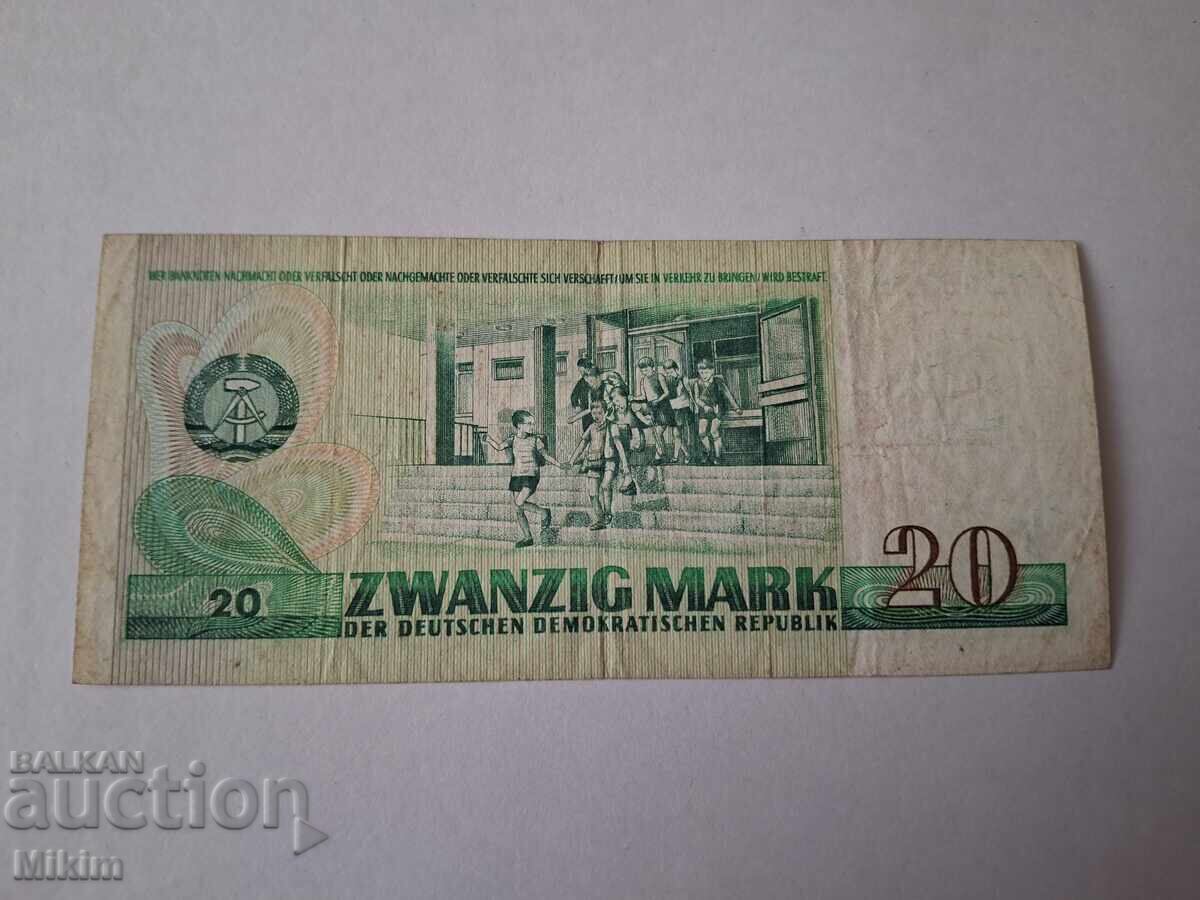 WER BANKNOTEN NACHMACHT ODER VERFÄLSCHT ODER NACHGEMACHTE ODER VERFÄLSCHTE SICH VERSCHAFFT/UM SIE IN VERKEHR ZU BRINGEN/WIRD BESTRAFT
20
ZWANZIG MARK
DER DEUTSCHEN DEMOKRATISCHEN REPUBLIK
20
BALKAN
auction
Mikim